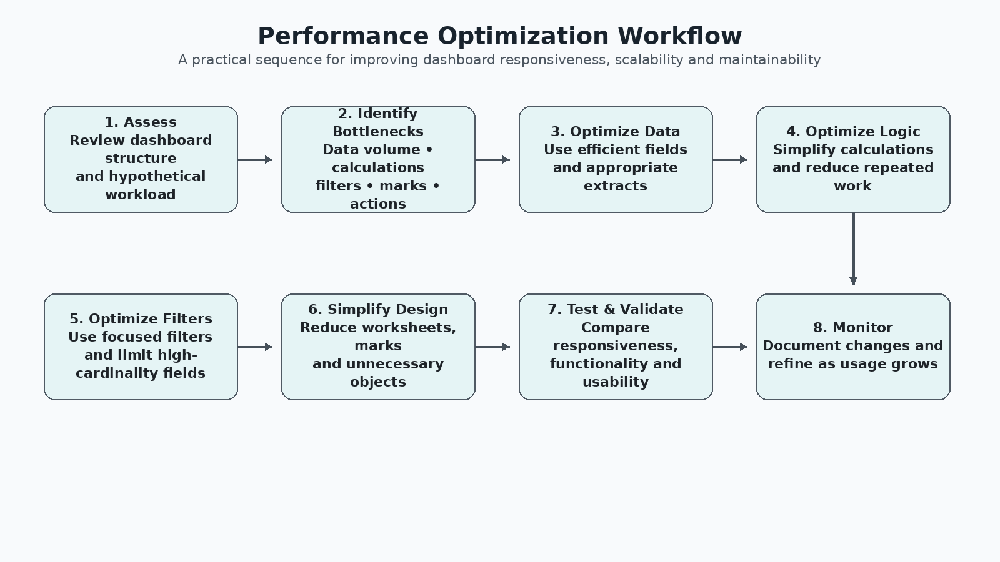 Performance Optimization Workflow
A practical sequence for improving dashboard responsiveness, scalability and maintainability
1. Assess
Review dashboard
structure
and hypothetical
workload
2. Identify
Bottlenecks
Data volume •
calculations
filters • marks •
actions
3. Optimize Data
Use efficient fields
and appropriate
extracts
4. Optimize Logic
Simplify calculations
and reduce repeated
work
5. Optimize Filters
Use focused filters
and limit high-
cardinality fields
6. Simplify Design
Reduce worksheets,
marks
and unnecessary
objects
7. Test & Validate
Compare
responsiveness,
functionality and
usability
8. Monitor
Document changes and
refine as usage grows